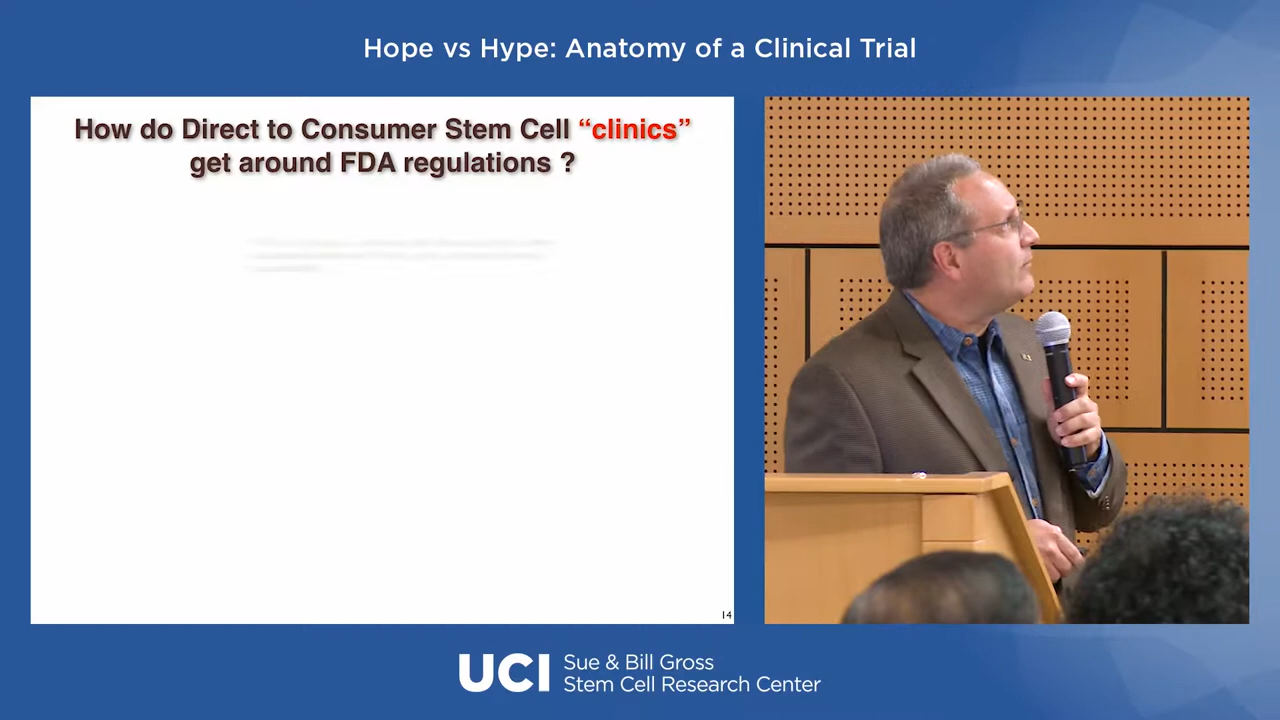 Hope vs Hype: Anatomy of a Clinical Trial
How do Direct to Consumer Stem Cell “clinics”
get around FDA regulations ?
14
UCI
Sue & Bill Gross
Stem Cell Research Center